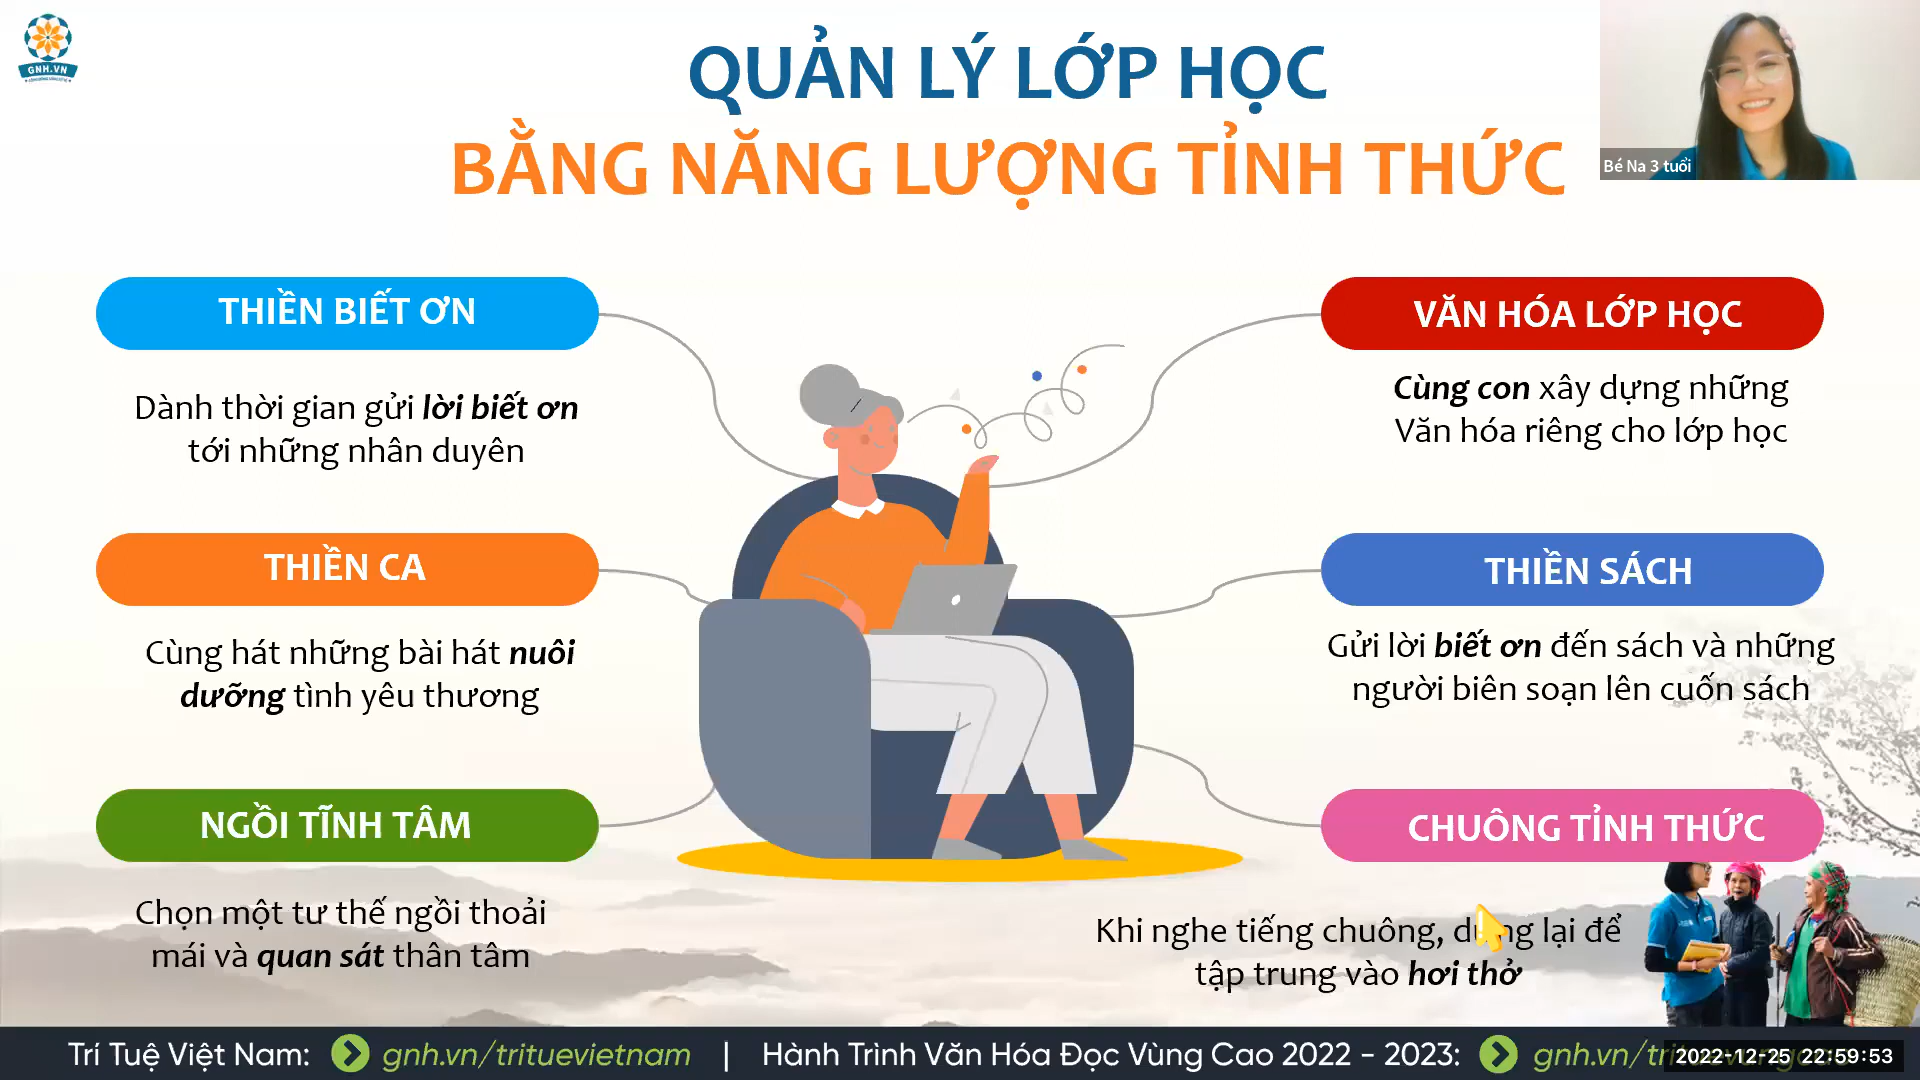 GNH.VN
QUẢN LÝ LỚP HỌC
BẰNG NĂNG LƯỢNG TỈNH THỨC
Bé Na 3 tuổi
THIỀN BIẾT ƠN
Dành thời gian gửi lời biết ơn
tới những nhân duyên
THIỀN CA
Cùng hát những bài hát nuôi
dưỡng tình yêu thương
NGỒI TĨNH TÂM
Chọn một tư thế ngồi thoải
mái và quan sát thân tâm
VĂN HÓA LỚP HỌC
Cùng con xây dựng những
Văn hóa riêng cho lớp học
THIỀN SÁCH
Gửi lời biết ơn đến sách và những
người biên soạn lên cuốn sách
CHUÔNG TỈNH THỨC
Khi nghe tiếng chuông, dừng lại để
tập trung vào hơi thở
Trí Tuệ Việt Nam: gnh.vn/trituevietnam | Hành Trình Văn Hóa Đọc Vùng Cao 2022 - 2023: gnh.vn/
2022-12-25 22:59:53